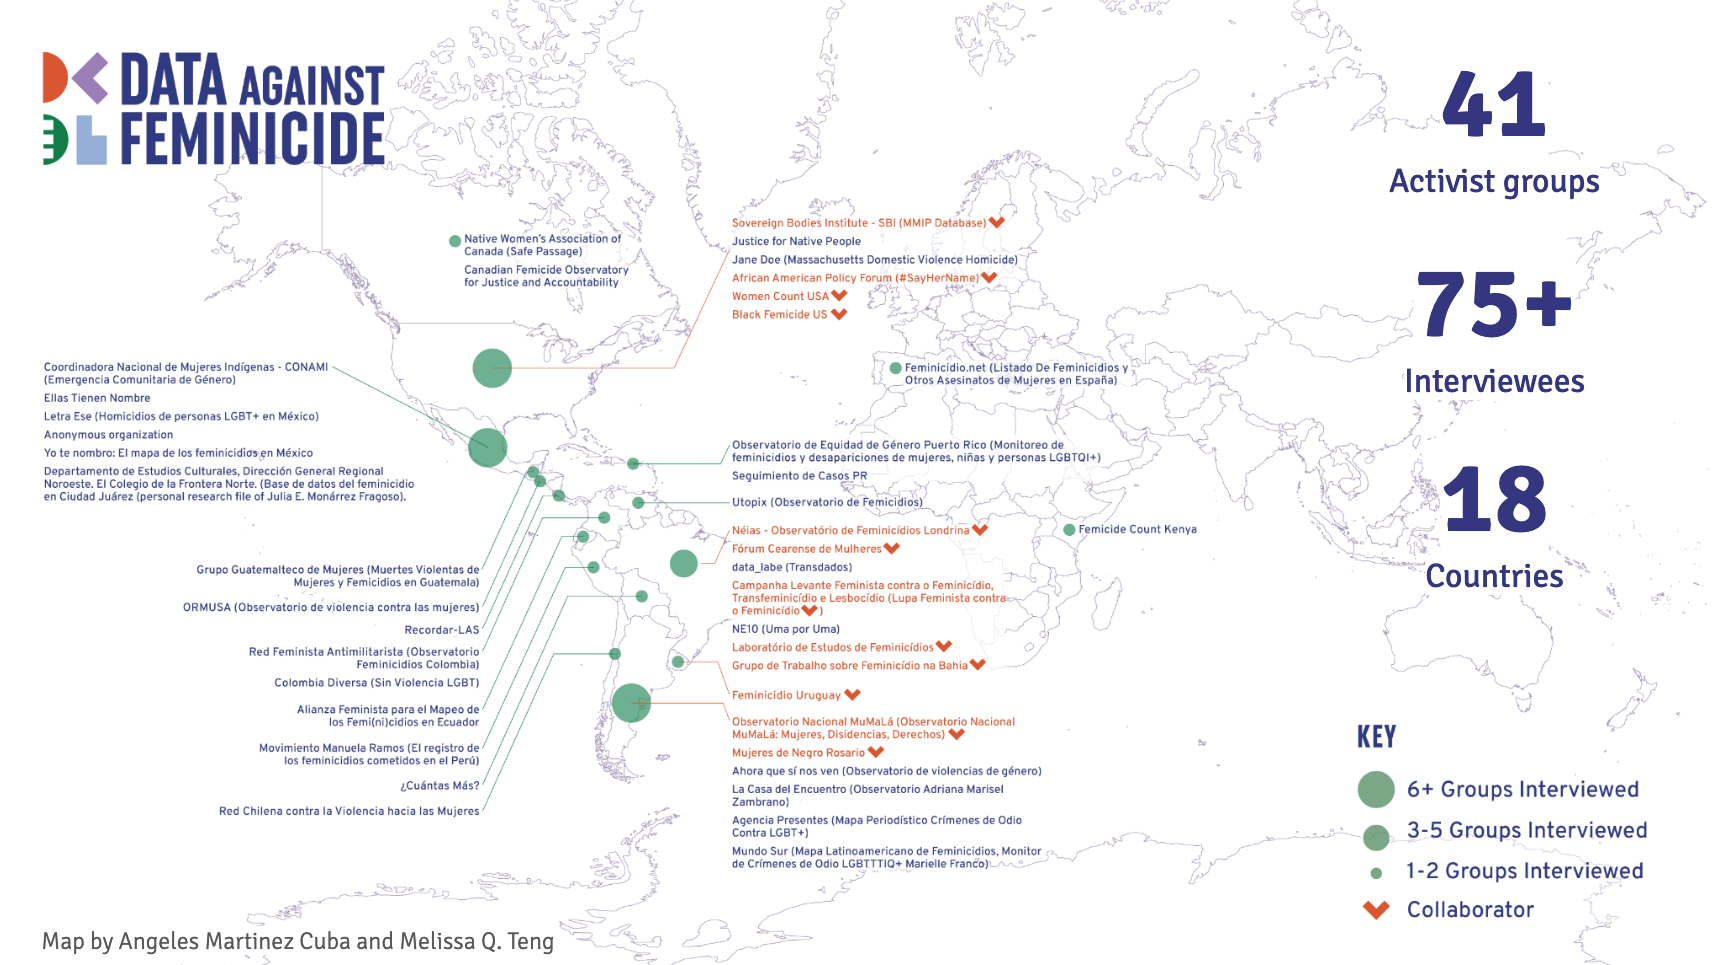 DATA AGAINST
FEMINICIDE
41
Activist groups
75+
Interviewees
18
Countries
Native Women's Association of
Canada (Safe Passage)
Canadian Femicide Observatory
for Justice and Accountability
Sovereign Bodies Institute - SBI (MMIP Database)
Justice for Native People
Jane Doe (Massachusetts Domestic Violence Homicide)
African American Policy Forum (#SayHerName)
Women Count USA
Black Femicide US
Coordinadora Nacional de Mujeres Indígenas - CONAMI
(Emergencia Comunitaria de Género)
Ellas Tienen Nombre
Letra Ese (Homicidios de personas LGBT+ en México)
Anonymous organization
Yo te nombro: El mapa de los feminicidios en México
Departamento de Estudios Culturales, Dirección General Regional
Noroeste. El Colegio de la Frontera Norte. (Base de datos del feminicidio
en Ciudad Juárez (personal research file of Julia E. Monárrez Fragoso).
Feminicidio.net (Listado De Feminicidios y
Otros Asesinatos de Mujeres en España)
Observatorio de Equidad de Género Puerto Rico (Monitoreo de
feminicidios y desapariciones de mujeres, niñas y personas LGBTQI+)
Seguimiento de Casos PR
Utopix (Observatorio de Femicidios)
Néias - Observatório de Feminicídios Londrina
Fórum Cearense de Mulheres
data_labe (Transdados)
Campanha Levante Feminista contra o Feminicídio,
Transfeminicídio e Lesbocídio (Lupa Feminista contra
o Feminicídio )
NE10 (Uma por Uma)
Laboratório de Estudos de Feminicídios
Grupo de Trabalho sobre Feminicídio na Bahia
Femicide Count Kenya
Grupo Guatemalteco de Mujeres (Muertes Violentas de
Mujeres y Femicidios en Guatemala)
ORMUSA (Observatorio de violencia contra las mujeres)
Recordar-LAS
Red Feminista Antimilitarista (Observatorio
Feminicidios Colombia)
Colombia Diversa (Sin Violencia LGBT)
Alianza Feminista para el Mapeo de
los Femi(ni)cidios en Ecuador
Movimiento Manuela Ramos (El registro de
los feminicidios cometidos en el Perú)
¿Cuántas Más?
Red Chilena contra la Violencia hacia las Mujeres
Feminicidio Uruguay
Observatorio Nacional MuMaLá (Observatorio Nacional
MuMaLá: Mujeres, Disidencias, Derechos)
Mujeres de Negro Rosario
Ahora que sí nos ven (Observatorio de violencias de género)
La Casa del Encuentro (Observatorio Adriana Marisel
Zambrano)
Agencia Presentes (Mapa Periodístico Crímenes de Odio
Contra LGBT+)
Mundo Sur (Mapa Latinoamericano de Feminicidios, Monitor
de Crímenes de Odio LGBTTTIQ+ Marielle Franco)
KEY
6+ Groups Interviewed
3-5 Groups Interviewed
1-2 Groups Interviewed
Collaborator
Map by Angeles Martinez Cuba and Melissa Q. Teng